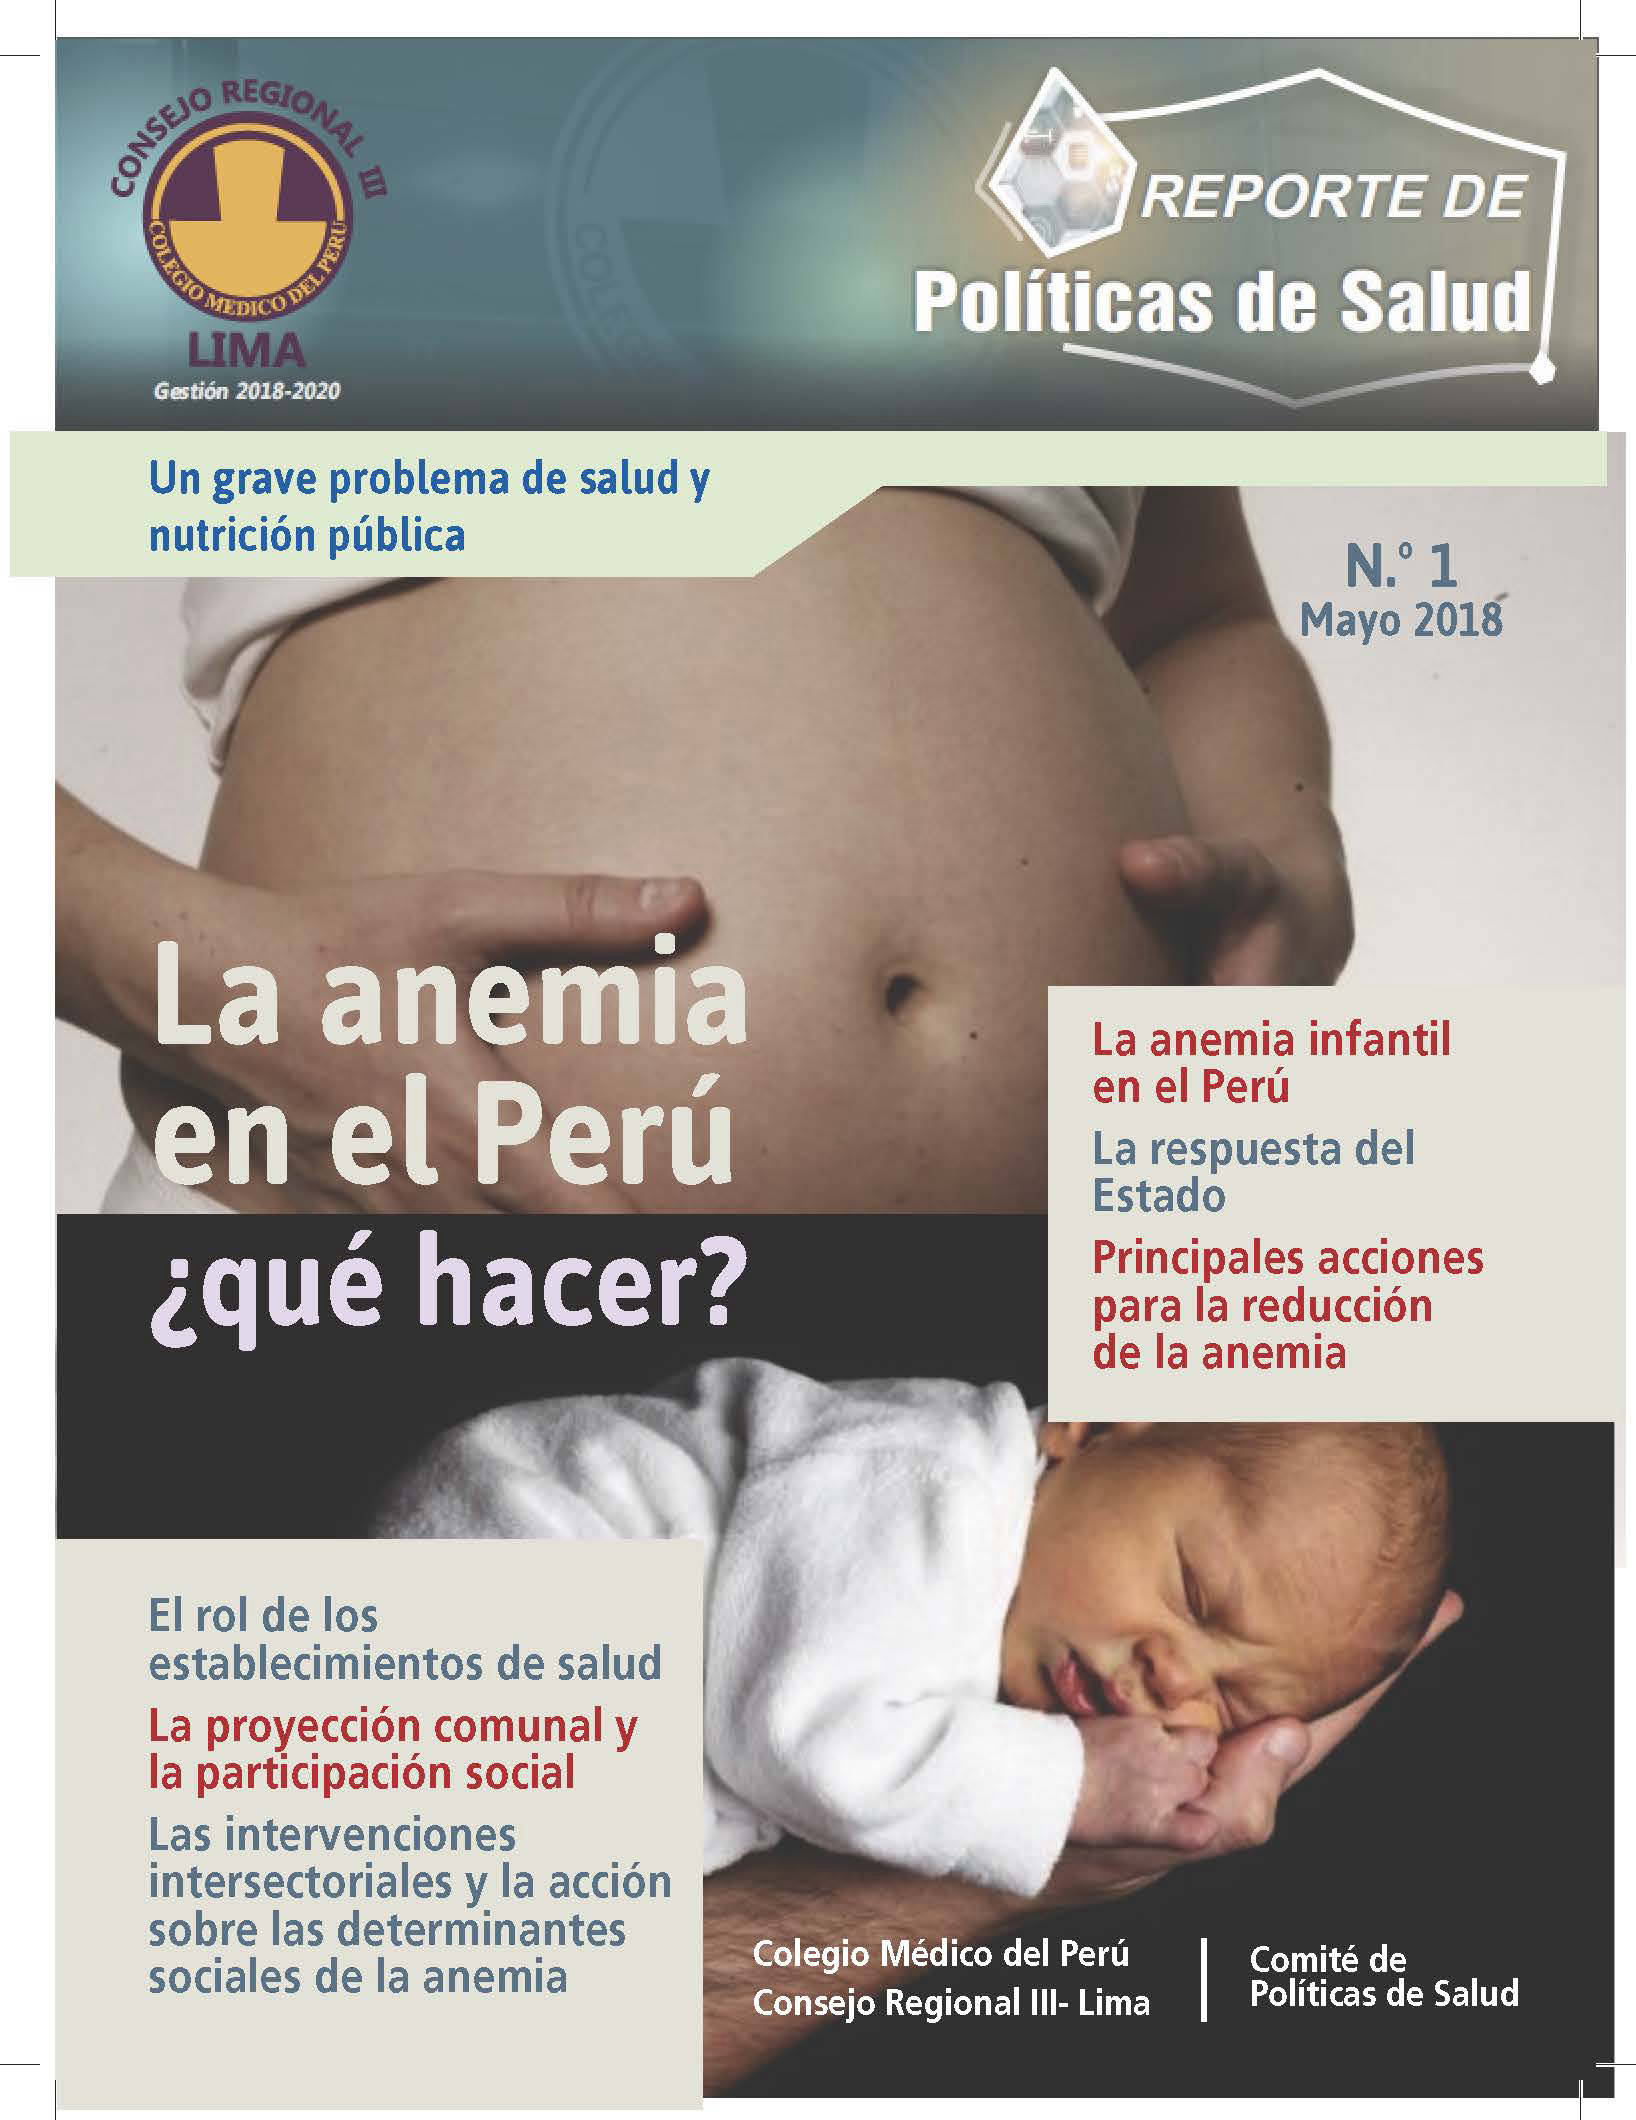 CONSEJO REGIONAL III
COLEGIO MEDICO DEL PERU
LIMA
Gestión 2018-2020
REPORTE DE
Políticas de Salud
Un grave problema de salud y
nutrición pública
N.° 1
Mayo 2018
La anemia
en el Perú
¿qué hacer?
La anemia infantil
en el Perú
La respuesta del
Estado
Principales acciones
para la reducción
de la anemia
El rol de los
establecimientos de salud
La proyección comunal y
la participación social
Las intervenciones
intersectoriales y la acción
sobre las determinantes
sociales de la anemia
Colegio Médico del Perú
Consejo Regional III- Lima
Comité de
Políticas de Salud